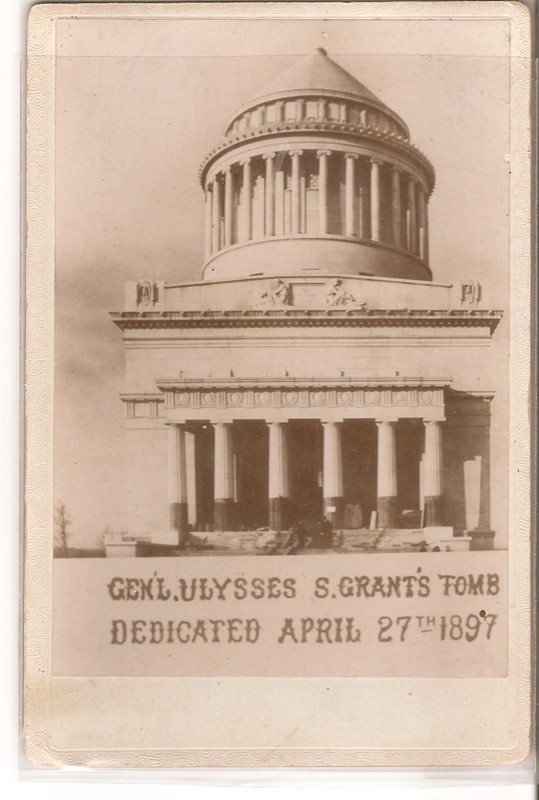 GEN'L. ULYSSES S. GRANT'S TOMB
DEDICATED APRIL 27TH 1897